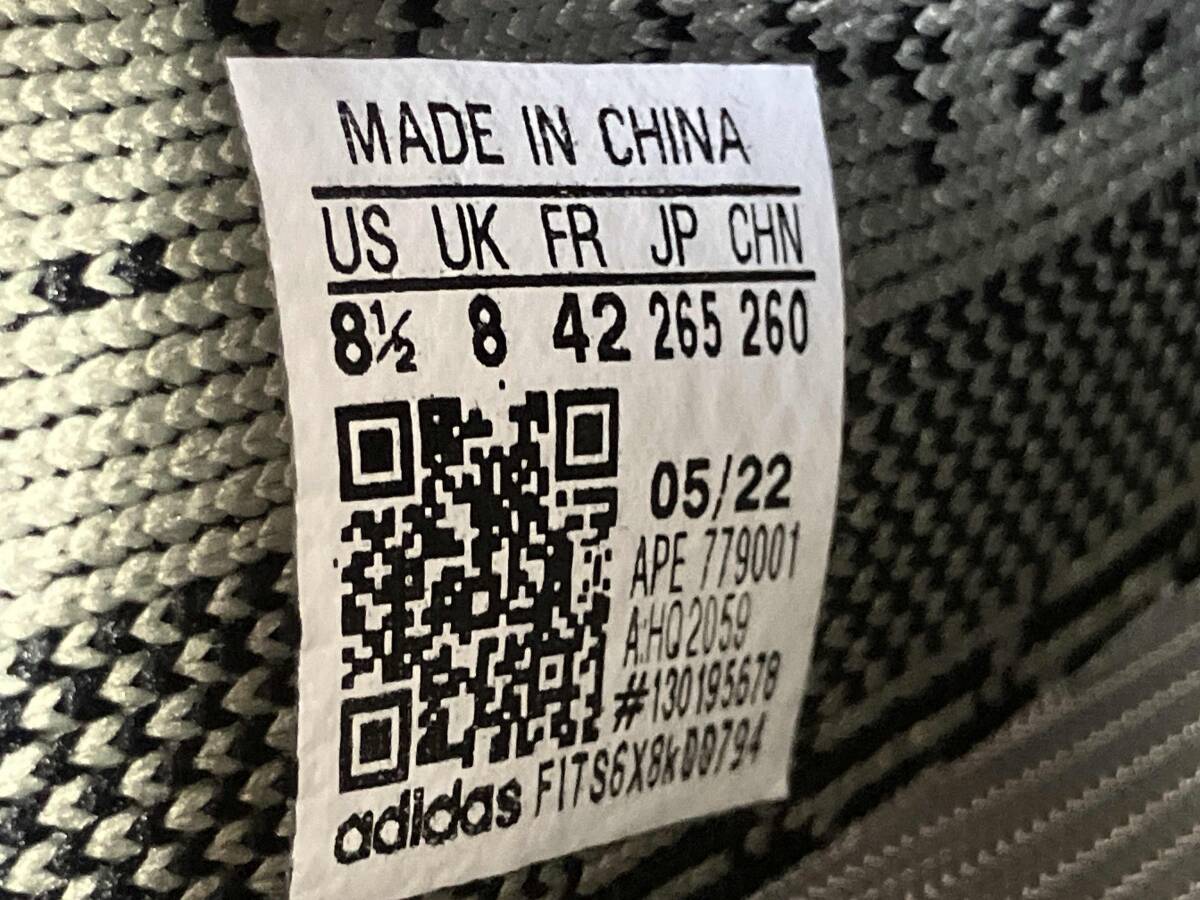 MADE IN CHINA
US UK FR JP CHN
8½ 8 42 265 260
05/22
APE 779001
A:HQ2059
#130195678
adidas FITS6X8k00794